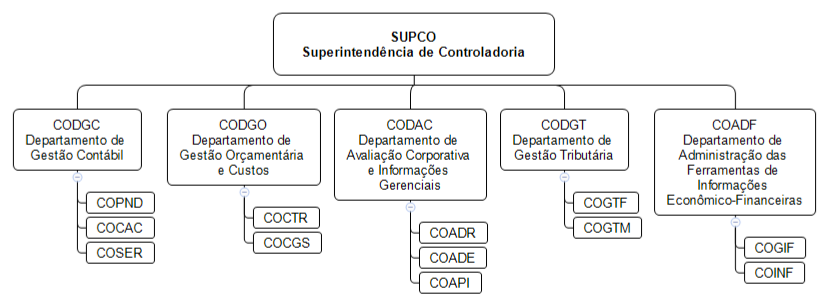 SUPCO
Superintendência de Controladoria
CODGC
Departamento de
Gestão Contábil
COPND
COCAC
COSER
CODGO
Departamento de
Gestão Orçamentária
e Custos
COCTR
COCGS
CODAC
Departamento de
Avaliação Corporativa
e Informações
Gerenciais
COADR
COADE
COAPI
CODGT
Departamento de
Gestão Tributária
COGTF
COGTM
COADF
Departamento de
Administração das
Ferramentas de
Informações
Econômico-Financeiras
COGIF
COINF